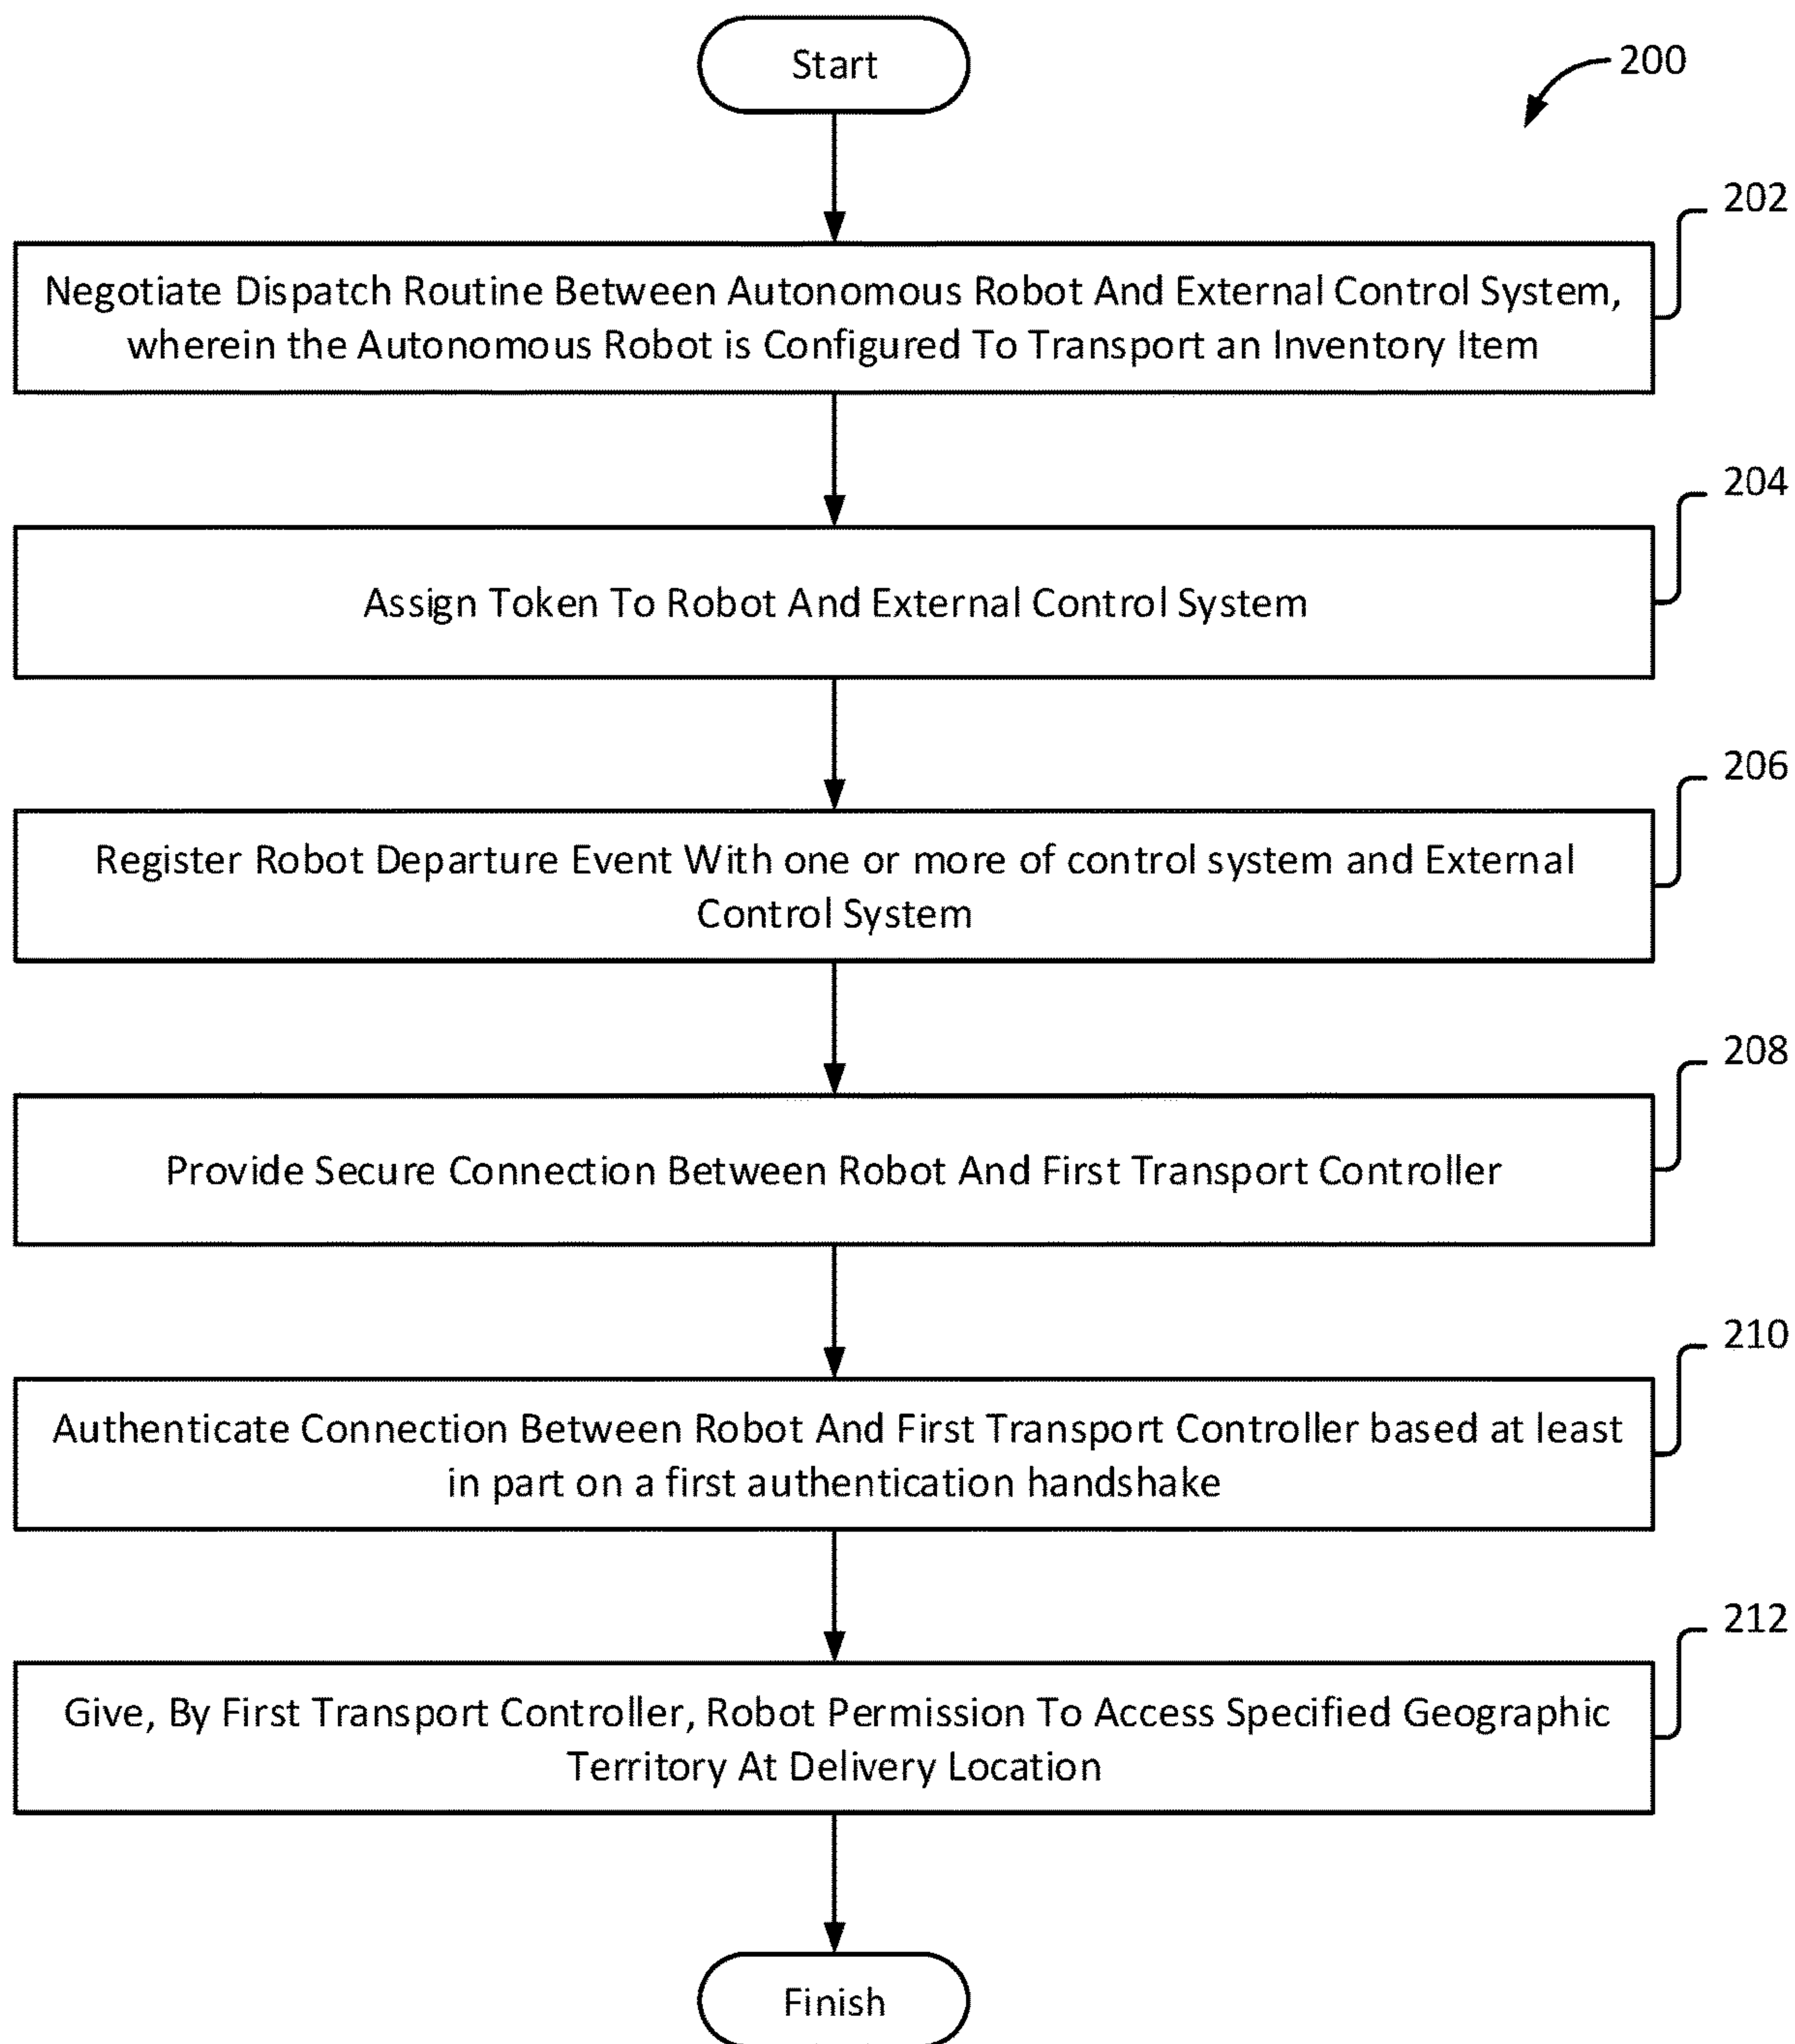 Start
200
202
Negotiate Dispatch Routine Between Autonomous Robot And External Control System,
wherein the Autonomous Robot is Configured To Transport an Inventory Item
204
Assign Token To Robot And External Control System
206
Register Robot Departure Event With one or more of control system and External
Control System
208
Provide Secure Connection Between Robot And First Transport Controller
210
Authenticate Connection Between Robot And First Transport Controller based at least
in part on a first authentication handshake
212
Give, By First Transport Controller, Robot Permission To Access Specified Geographic
Territory At Delivery Location
Finish